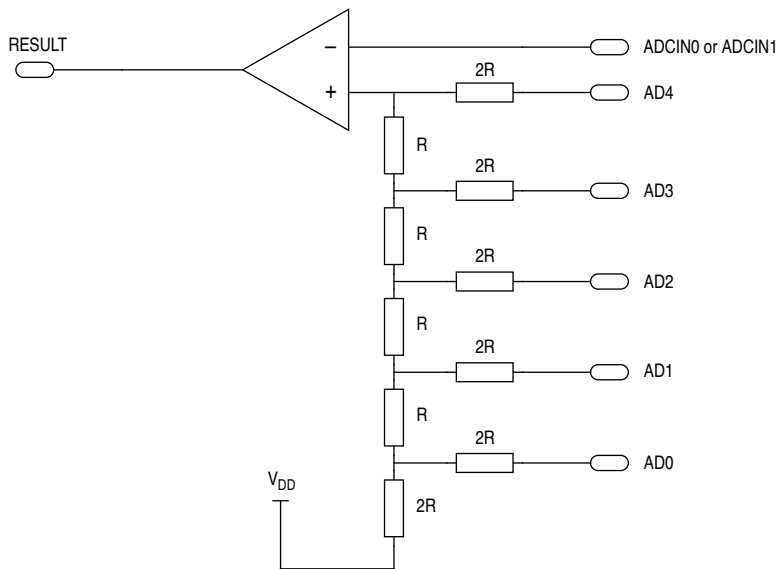 RESULT
ADCIN0 or ADCIN1
−
+
2R
AD4
R
2R
AD3
R
2R
AD2
R
2R
AD1
R
2R
AD0
VDD
2R